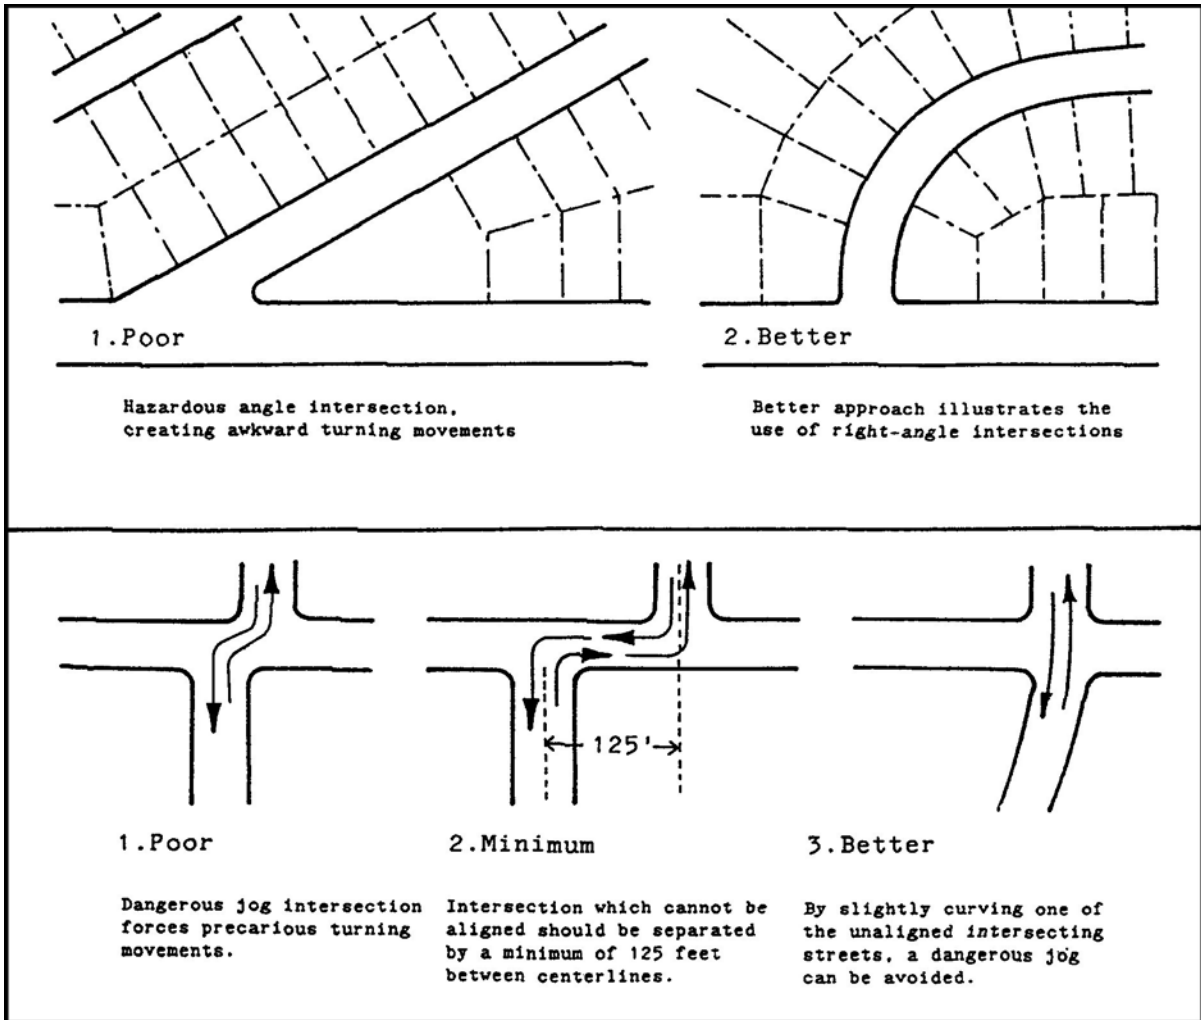 1.Poor
2.Better
Hazardous angle intersection,
creating awkward turning movements
Better approach illustrates the
use of right-angle intersections
125'
1.Poor
2.Minimum
3.Better
Dangerous jog intersection
forces precarious turning
movements.
Intersection which cannot be
aligned should be separated
by a minimum of 125 feet
between centerlines.
By slightly curving one of
the unaligned intersecting
streets, a dangerous jog
can be avoided.